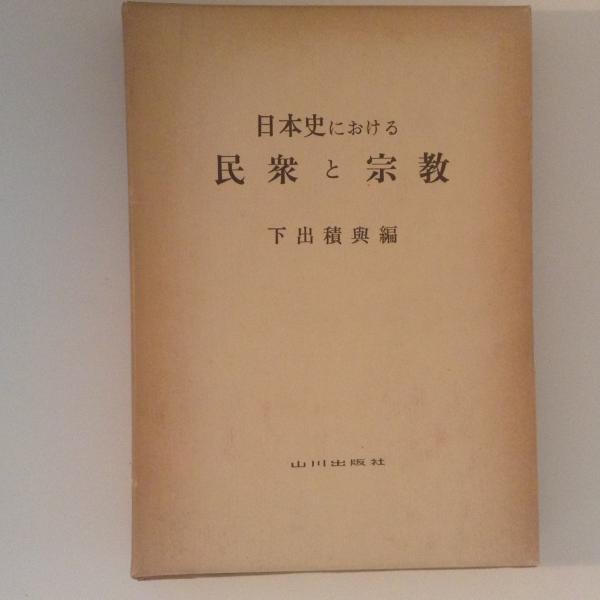 日本史における
民衆と宗教
下出積與編
山川出版社